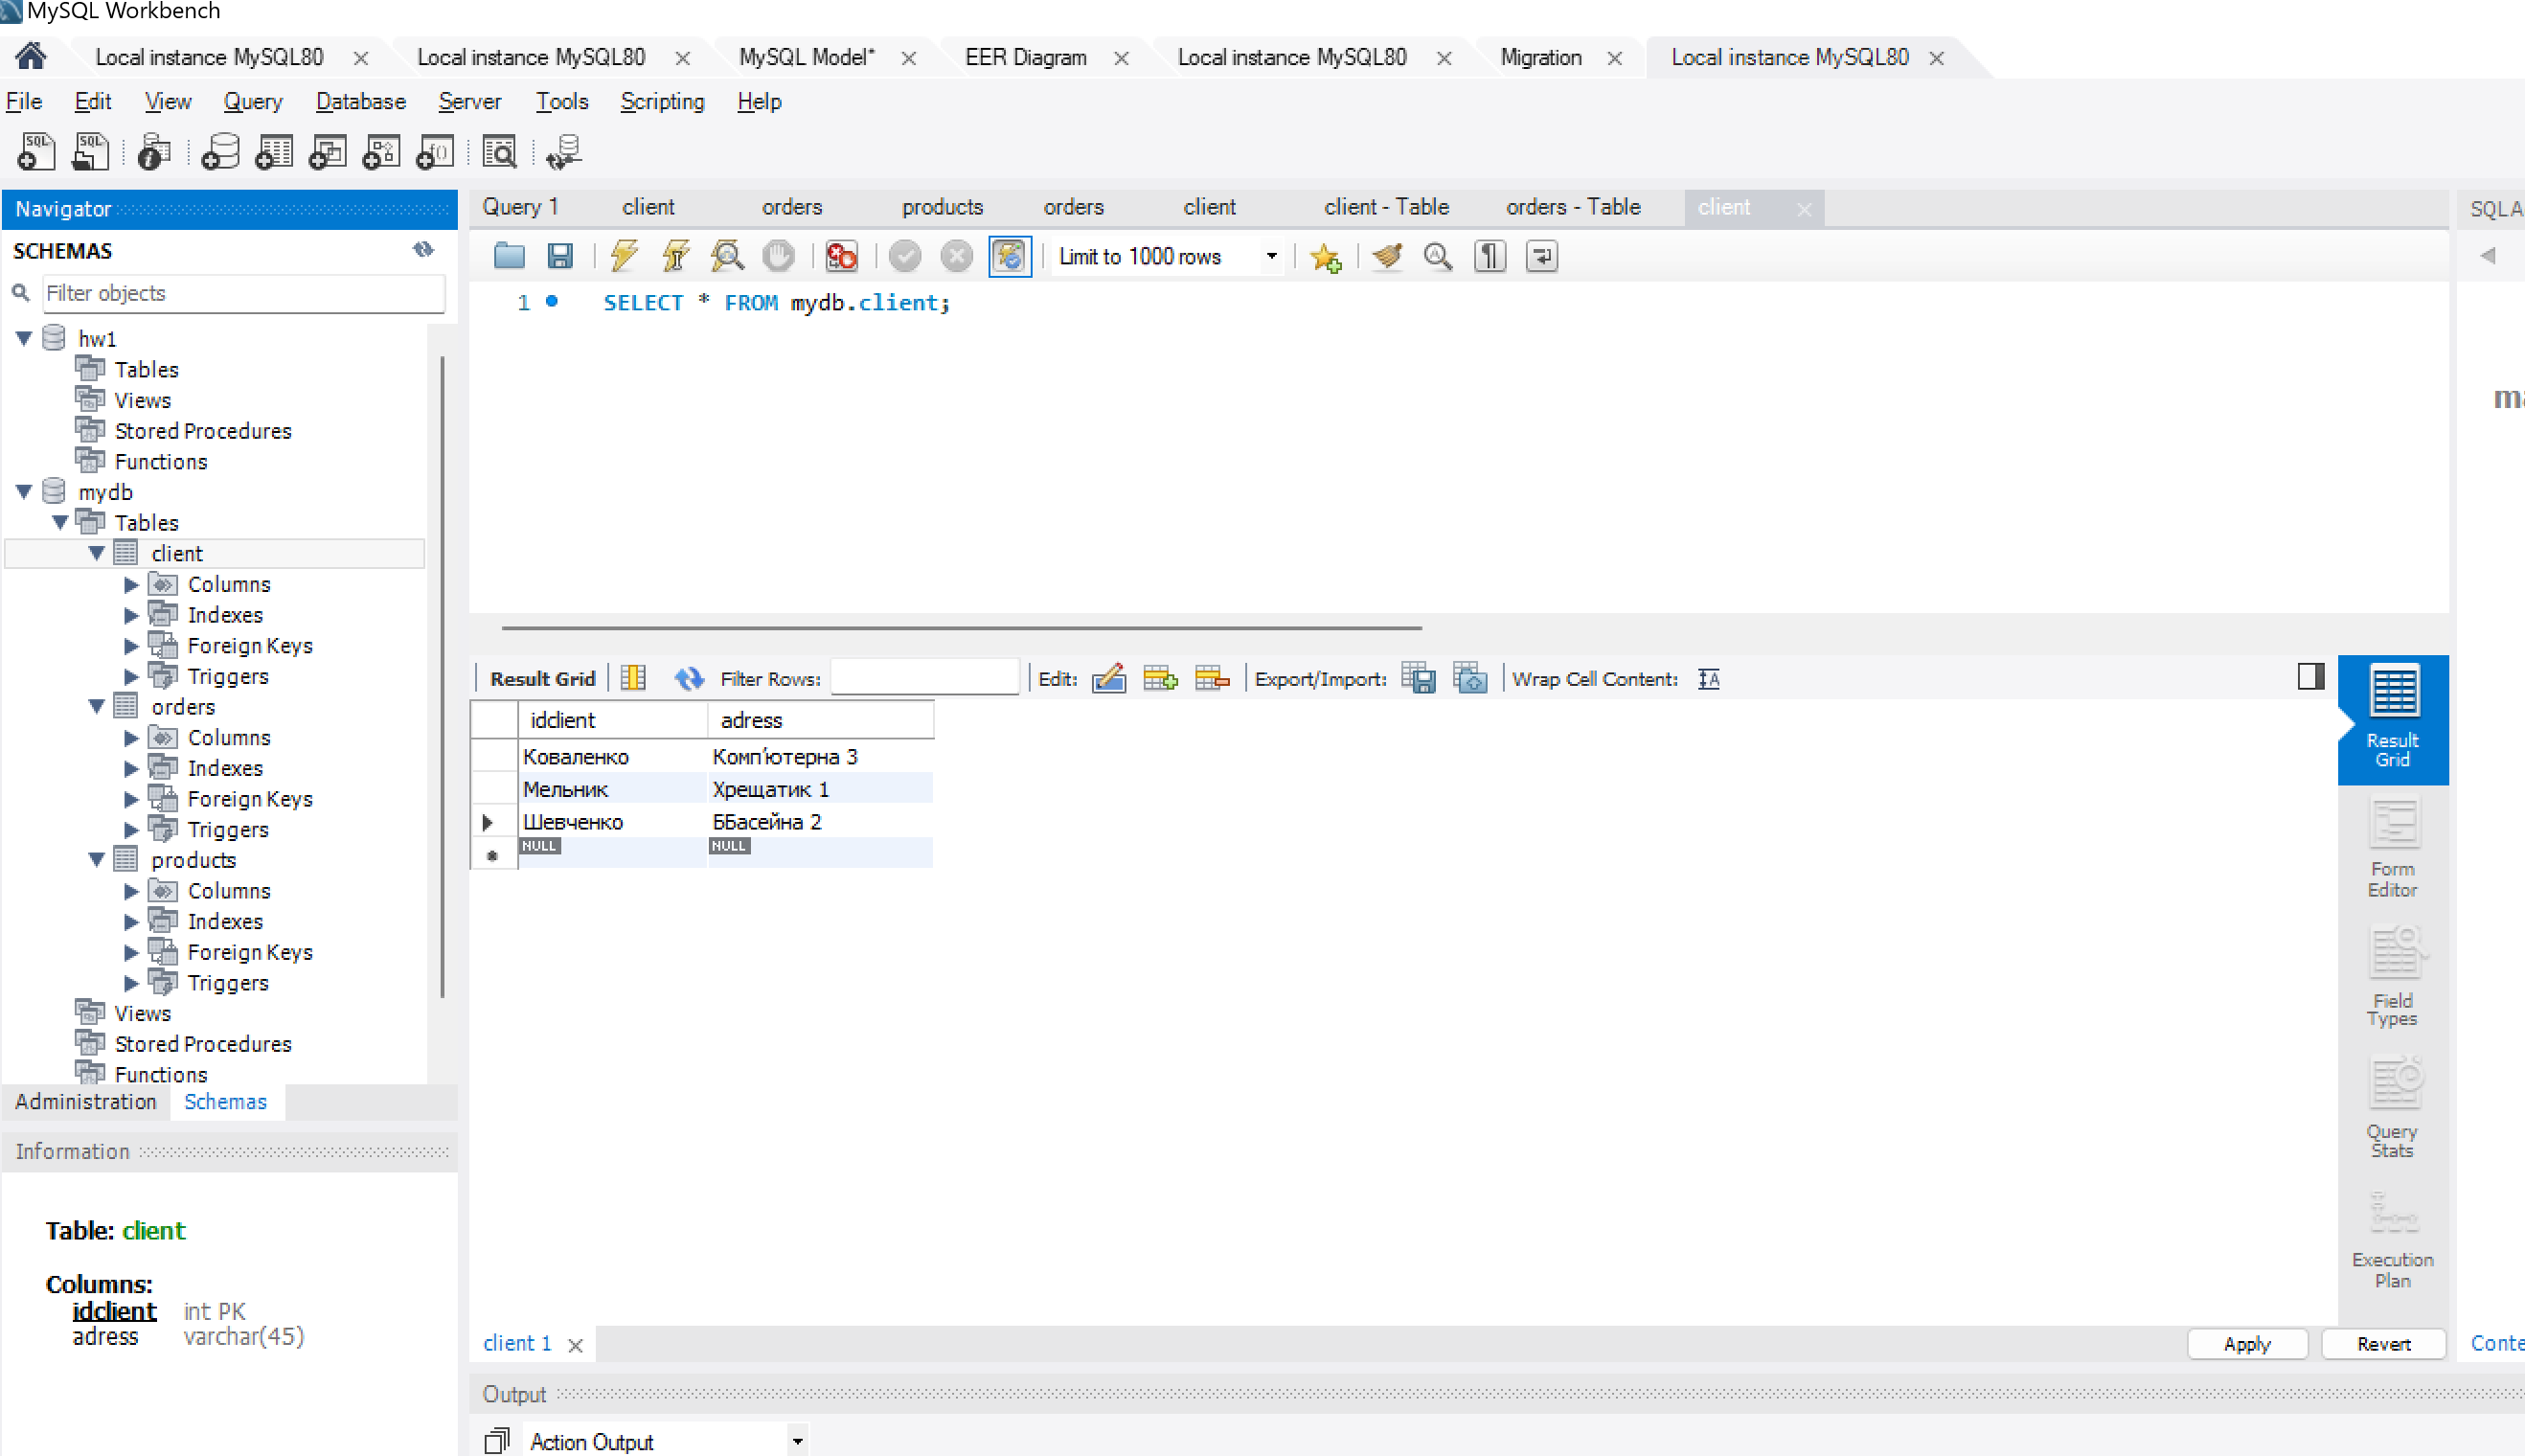 MySQL Workbench
Local instance MySQL80 Local instance MySQL80 MySQL Model* EER Diagram Local instance MySQL80 Migration Local instance MySQL80
File Edit View Query Database Server Tools Scripting Help
Navigator
SCHEMAS
Filter objects
hw1
Tables
Views
Stored Procedures
Functions
mydb
Tables
client
Columns
Indexes
Foreign Keys
Triggers
orders
Columns
Indexes
Foreign Keys
Triggers
products
Columns
Indexes
Foreign Keys
Triggers
Views
Stored Procedures
Functions
Administration Schemas
Information
Table: client
Columns:
idclient int PK
adress varchar(45)
Query 1 client orders products orders client client - Table orders - Table client
Limit to 1000 rows
1 SELECT * FROM mydb.client;
Result Grid Filter Rows: Edit: Export/Import: Wrap Cell Content:
idclient adress
Коваленко Комп'ютерна 3
Мельник Хрещатик 1
Шевченко ББасейна 2
NULL NULL
Result
Grid
Form
Editor
Field
Types
Query
Stats
Execution
Plan
client 1 Apply Revert
Output
Action Output
SQLA
ma
Conte